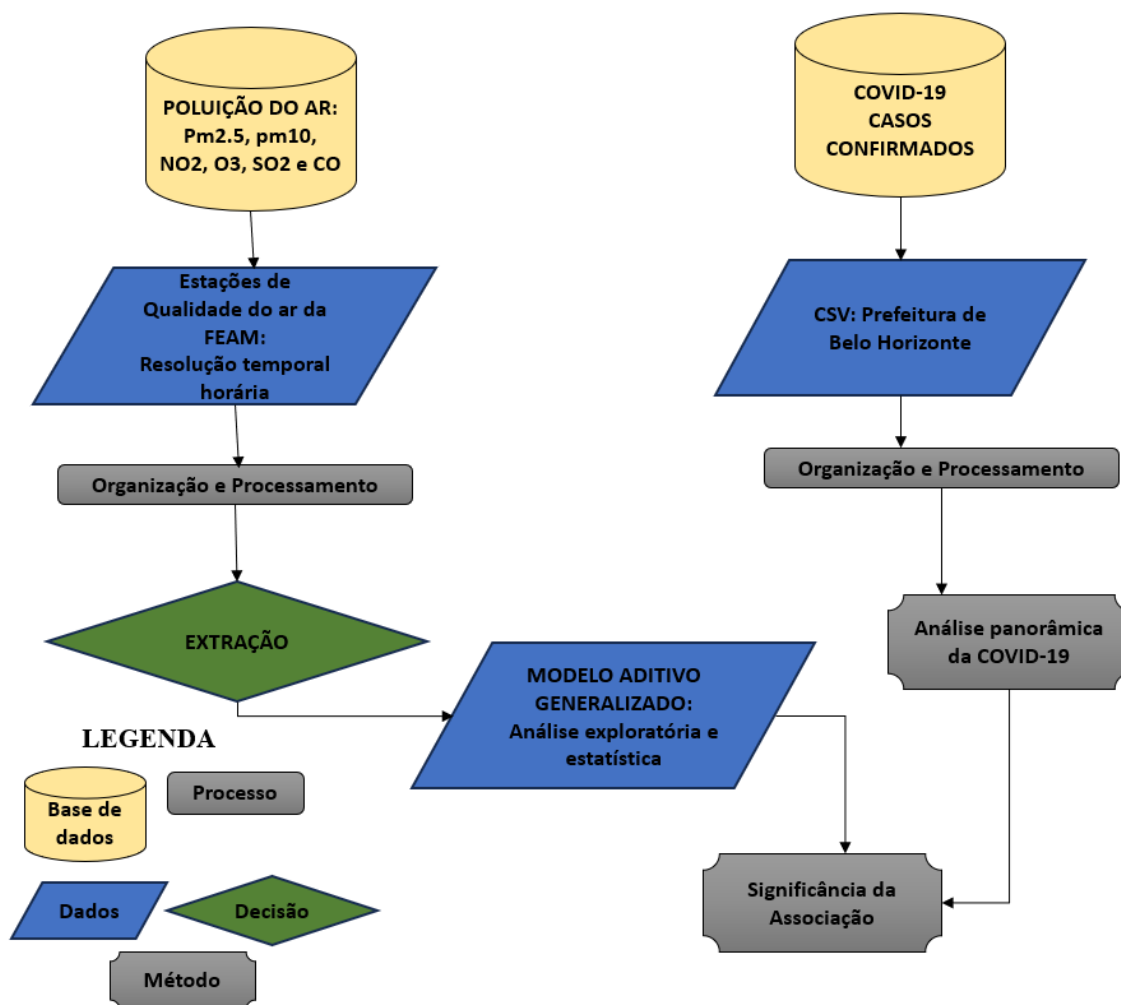 POLUIÇÃO DO AR:
Pm2.5, pm10,
NO2, O3, SO2 e CO
COVID-19
CASOS
CONFIRMADOS
Estações de
Qualidade do ar da
FEAM:
Resolução temporal
horária
CSV: Prefeitura de
Belo Horizonte
Organização e Processamento
Organização e Processamento
EXTRAÇÃO
Análise panorâmica
da COVID-19
MODELO ADITIVO
GENERALIZADO:
Análise exploratória e
estatística
Significância da
Associação
LEGENDA
Base de
dados
Processo
Dados
Decisão
Método